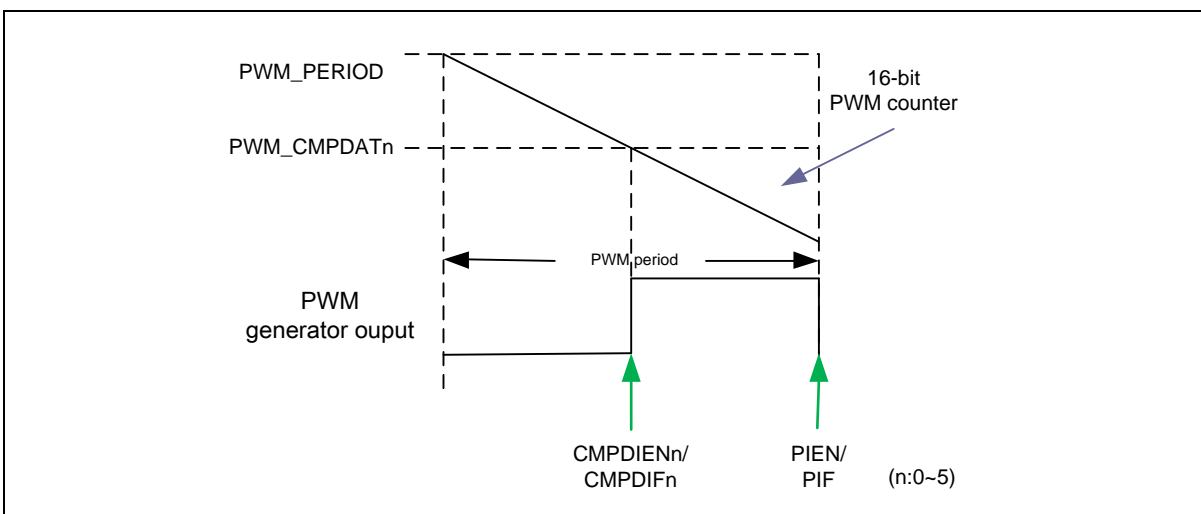 PWM_PERIOD
16-bit
PWM counter
PWM_CMPDATn
PWM period
PWM
generator ouput
CMPDIENn/
CMPDIFn
PIEN/
PIF
(n:0~5)